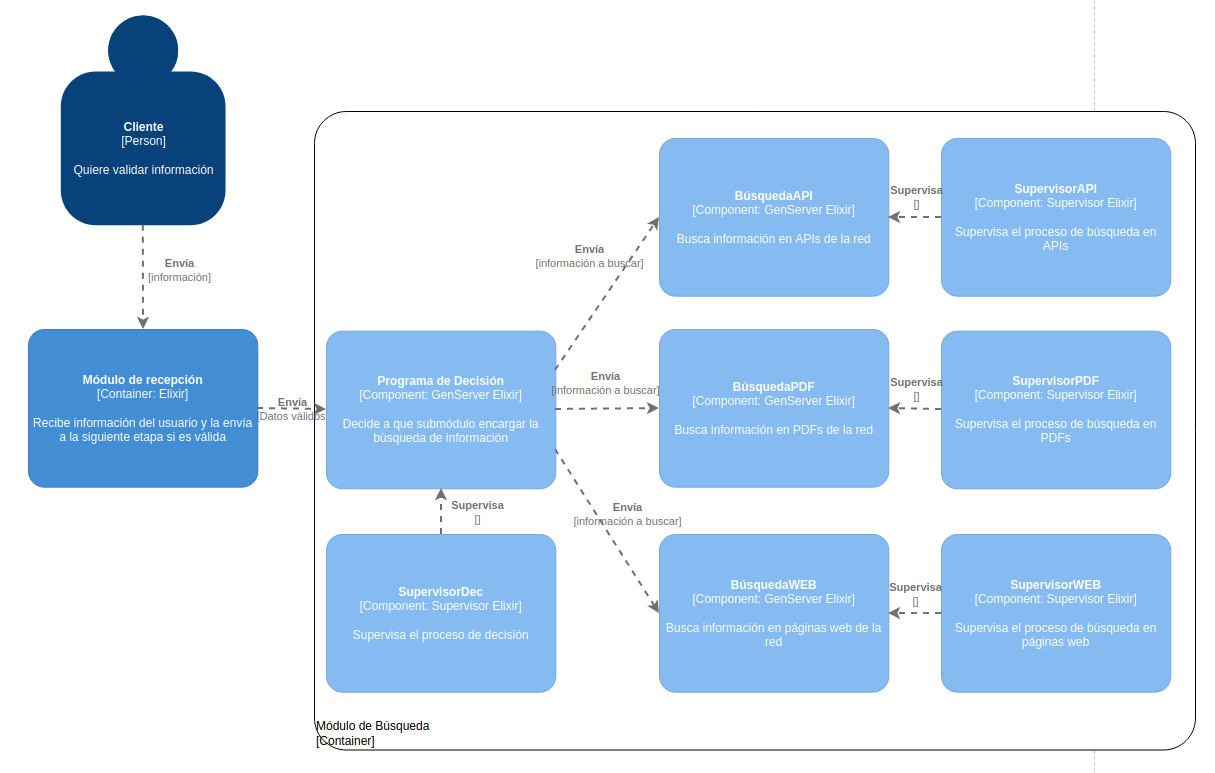 Cliente
[Person]
Quiere validar información
Envía
[información]
Módulo de recepción
[Container: Elixir]
Recibe información del usuario y la envía
a la siguiente etapa si es válida
Envía
[Datos válidos
Programa de Decisión
[Component: GenServer Elixir]
Decide a que submódulo encargar la
búsqueda de información
Supervisa
[]
SupervisorDec
[Component: Supervisor Elixir]
Supervisa el proceso de decisión
Envía
[información a buscar]
BúsquedaAPI
[Component: GenServer Elixir]
Busca información en APIs de la red
Supervisa
[]
SupervisorAPI
[Component: Supervisor Elixir]
Supervisa el proceso de búsqueda en
APIs
Envía
[información a buscar]
BúsquedaPDF
[Component: GenServer Elixir]
Busca información en PDFs de la red
Supervisa
[]
SupervisorPDF
[Component: Supervisor Elixir]
Supervisa el proceso de búsqueda en
PDFs
Envía
[información a buscar]
BúsquedaWEB
[Component: GenServer Elixir]
Busca información en páginas web de la
red
Supervisa
[]
SupervisorWEB
[Component: Supervisor Elixir]
Supervisa el proceso de búsqueda en
páginas web
Módulo de Búsqueda
[Container]